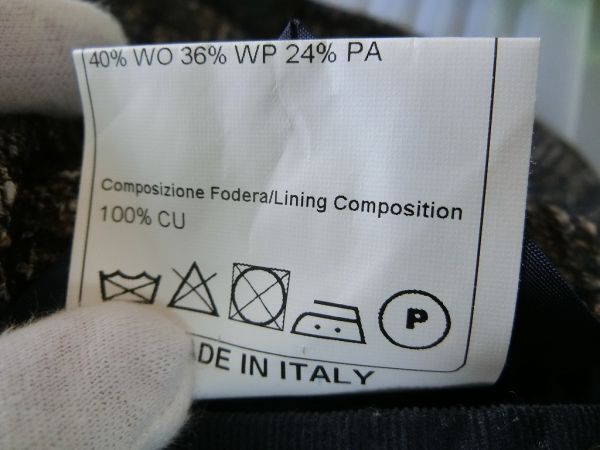 40% WO 36% WP 24% PA
Composizione Fodera/Lining Composition
100% CU
P
ADE IN ITALY